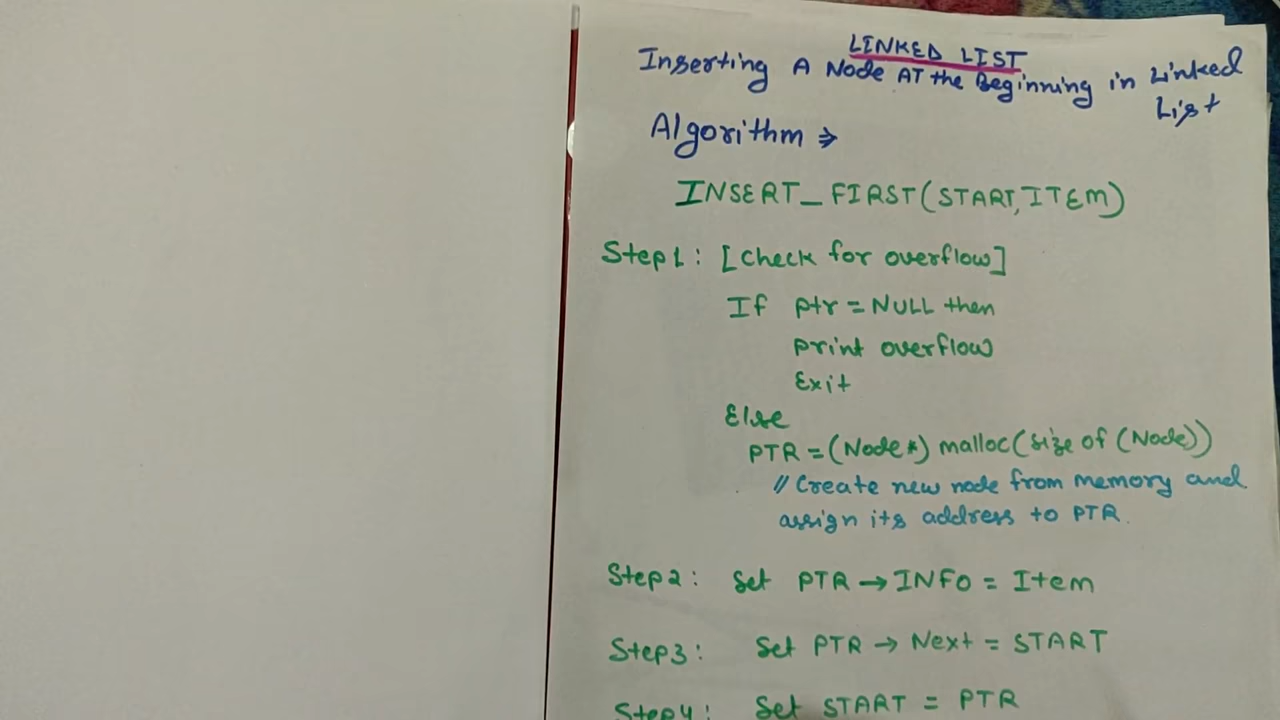 LINKED LIST
Inserting A Node AT the Beginning in Linked
List
Algorithm ⇒
INSERT_FIRST(START, ITEM)
Step1: [Check for overflow]
If ptr = NULL then
print overflow
Exit
Else
PTR = (Node*) malloc(size of (Node))
// Create new node from memory and
assign its address to PTR.
Step2: Set PTR → INFO = Item
Step3: Set PTR → Next = START
Step4: Set START = PTR